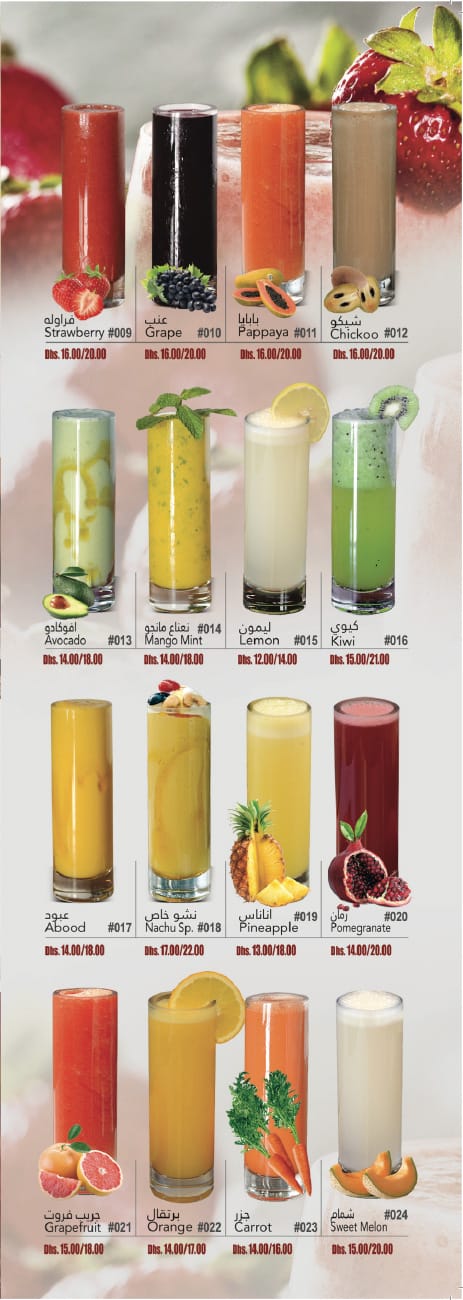 فراوله
Strawberry #009
Dhs. 16.00/20.00
عنب
Grape #010
Dhs. 16.00/20.00
بابايا
Pappaya #011
Dhs. 16.00/20.00
شيكو
Chickoo #012
Dhs. 16.00/20.00
افوكادو
Avocado #013
Dhs. 14.00/18.00
نعناع مانجو #014
Mango Mint
Dhs. 14.00/18.00
ليمون
Lemon #015
Dhs. 12.00/14.00
كيوي
Kiwi #016
Dhs. 15.00/21.00
عبود
Abood #017
Dhs. 14.00/18.00
نشو خاص
Nachu Sp. #018
Dhs. 17.00/22.00
اناناس #019
Pineapple
Dhs. 13.00/18.00
رمان #020
Pomegranate
Dhs. 14.00/20.00
جريب فروت
Grapefruit #021
Dhs. 15.00/18.00
برتقال
Orange #022
Dhs. 14.00/17.00
جزر
Carrot #023
Dhs. 14.00/16.00
شمام #024
Sweet Melon
Dhs. 15.00/20.00